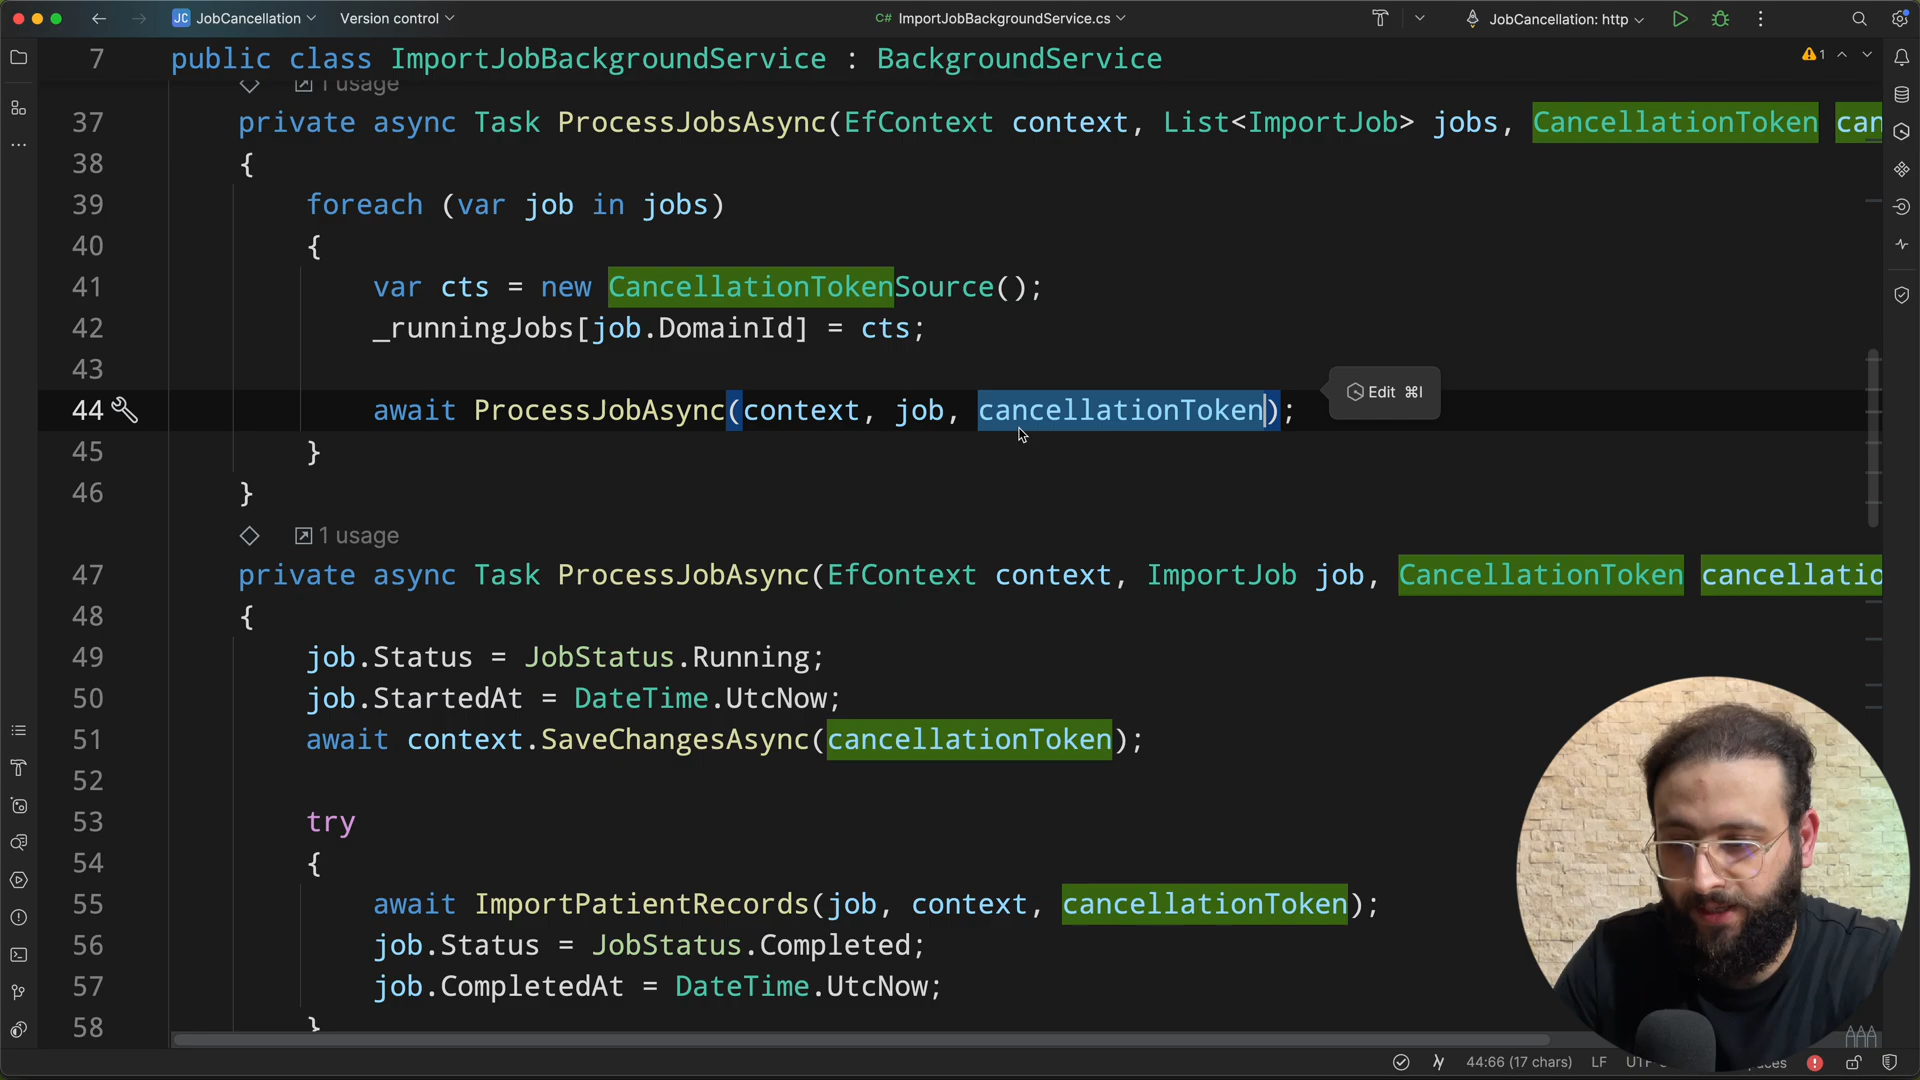 JC JobCancellation Version control C# ImportJobBackgroundService.cs JobCancellation: http
7 public class ImportJobBackgroundService : BackgroundService 1
1 usage
37 private async Task ProcessJobsAsync(EfContext context, List<ImportJob> jobs, CancellationToken can
38 {
39 foreach (var job in jobs)
40 {
41 var cts = new CancellationTokenSource();
42 _runningJobs[job.DomainId] = cts;
43
44 await ProcessJobAsync(context, job, cancellationToken); Edit ⌘I
45 }
46 }
1 usage
47 private async Task ProcessJobAsync(EfContext context, ImportJob job, CancellationToken cancellatio
48 {
49 job.Status = JobStatus.Running;
50 job.StartedAt = DateTime.UtcNow;
51 await context.SaveChangesAsync(cancellationToken);
52
53 try
54 {
55 await ImportPatientRecords(job, context, cancellationToken);
56 job.Status = JobStatus.Completed;
57 job.CompletedAt = DateTime.UtcNow;
58 }
44:66 (17 chars) LF